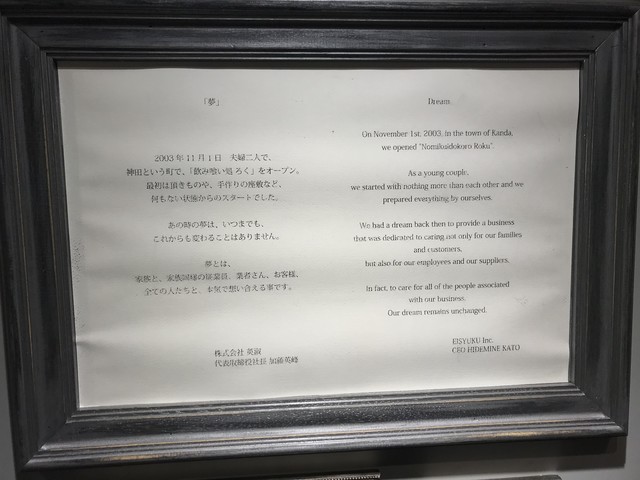 「夢」
2003年11月1日　夫婦二人で、
神田という町で、「飲み喰い処 ろく」をオープン。
最初は頂きものや、手作りの座敷など、
何もない状態からのスタートでした。
あの時の夢は、いつまでも、
これからも変わることはありません。
夢とは、
家族と、家族同様の従業員、業者さん、お客様、
全ての人たちと、本気で想い合える事です。
株式会社 英淑
代表取締役社長 加藤英峰
Dream.
On November 1st, 2003, in the town of Kanda,
we opened "Nomikuidokoro Roku".
As a young couple,
we started with nothing more than each other and we
prepared everything by ourselves.
We had a dream back then to provide a business
that was dedicated to caring not only for our families
and customers,
but also for our employees and our suppliers,
in fact, to care for all of the people associated
with our business.
Our dream remains unchanged.
EISYUKU Inc.
CEO HIDEMINE KATO